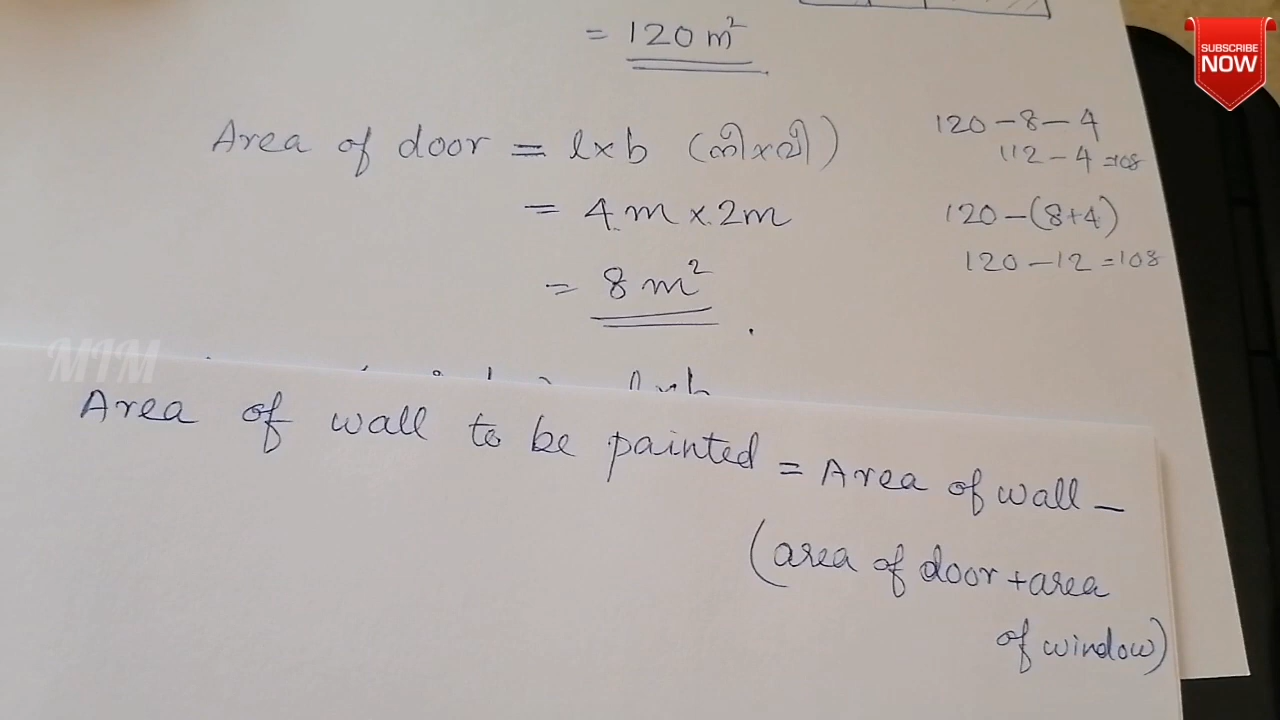 = 120 m²
SUBSCRIBE
NOW
Area of door = l×b (നീ×വീ)
= 4 m × 2m
= 8 m²
120-8-4
112-4=108
120-(8+4)
120-12=108
MIM
Area of wall to be painted = Area of wall -
(area of door + area
of window)